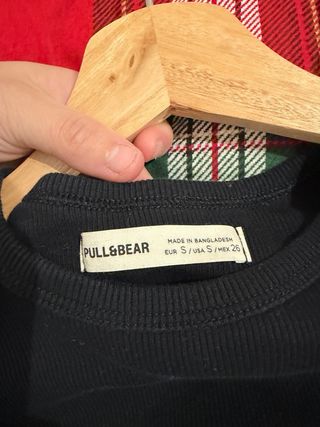 PULL&BEAR
MADE IN BANGLADESH
EUR S / USA S / MEX 26